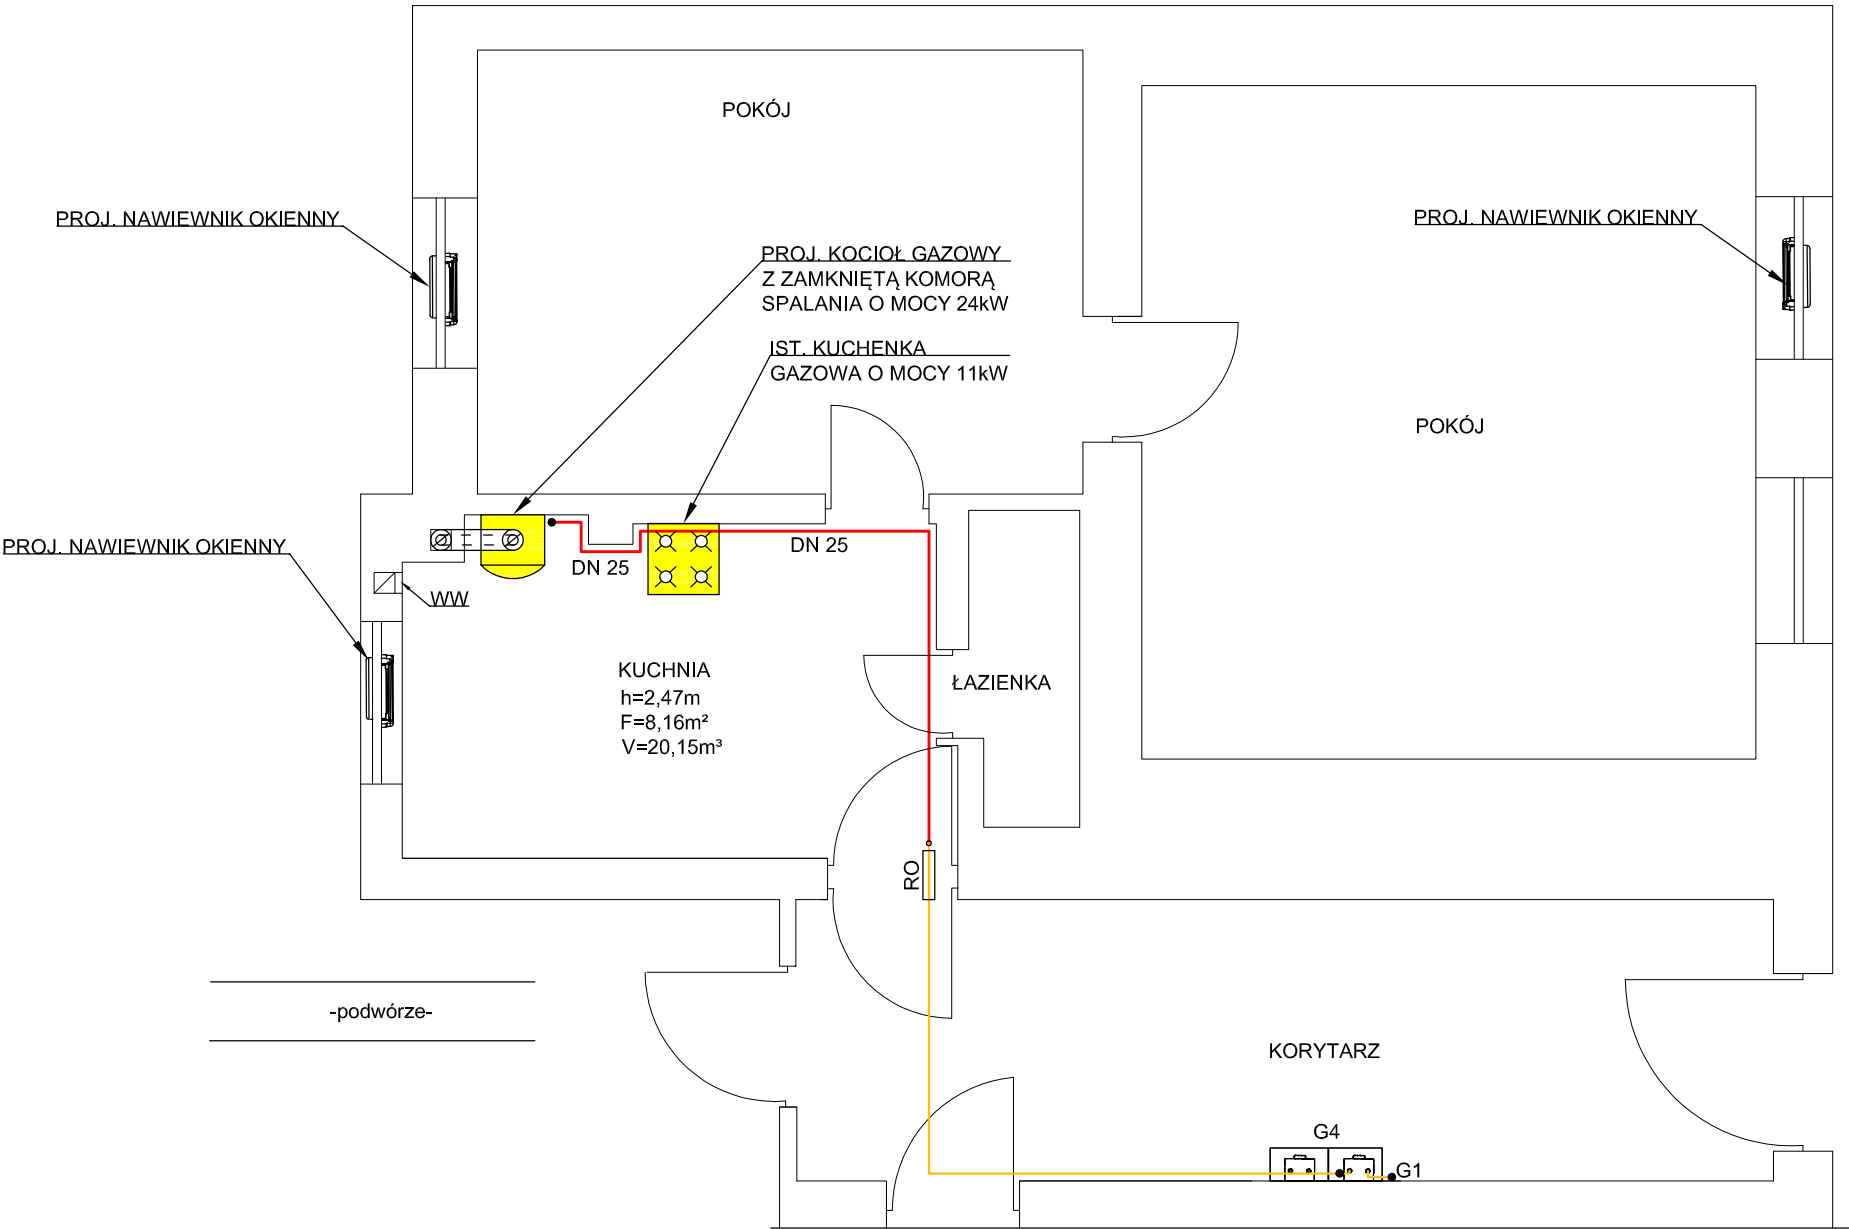 POKÓJ
PROJ. NAWIEWNIK OKIENNY
PROJ. NAWIEWNIK OKIENNY
PROJ. KOCIOŁ GAZOWY
Z ZAMKNIĘTĄ KOMORĄ
SPALANIA O MOCY 24kW
IST. KUCHENKA
GAZOWA O MOCY 11kW
POKÓJ
PROJ. NAWIEWNIK OKIENNY
DN 25
DN 25
WW
KUCHNIA
h=2,47m
F=8,16m²
V=20,15m³
ŁAZIENKA
RO
-podwórze-
KORYTARZ
G4
G1